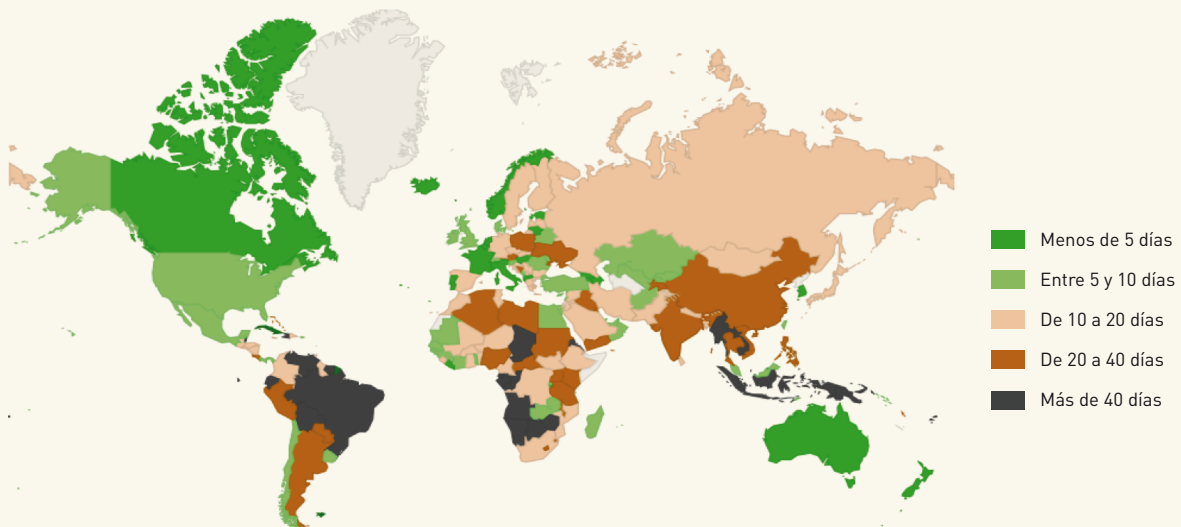 Menos de 5 días
Entre 5 y 10 días
De 10 a 20 días
De 20 a 40 días
Más de 40 días